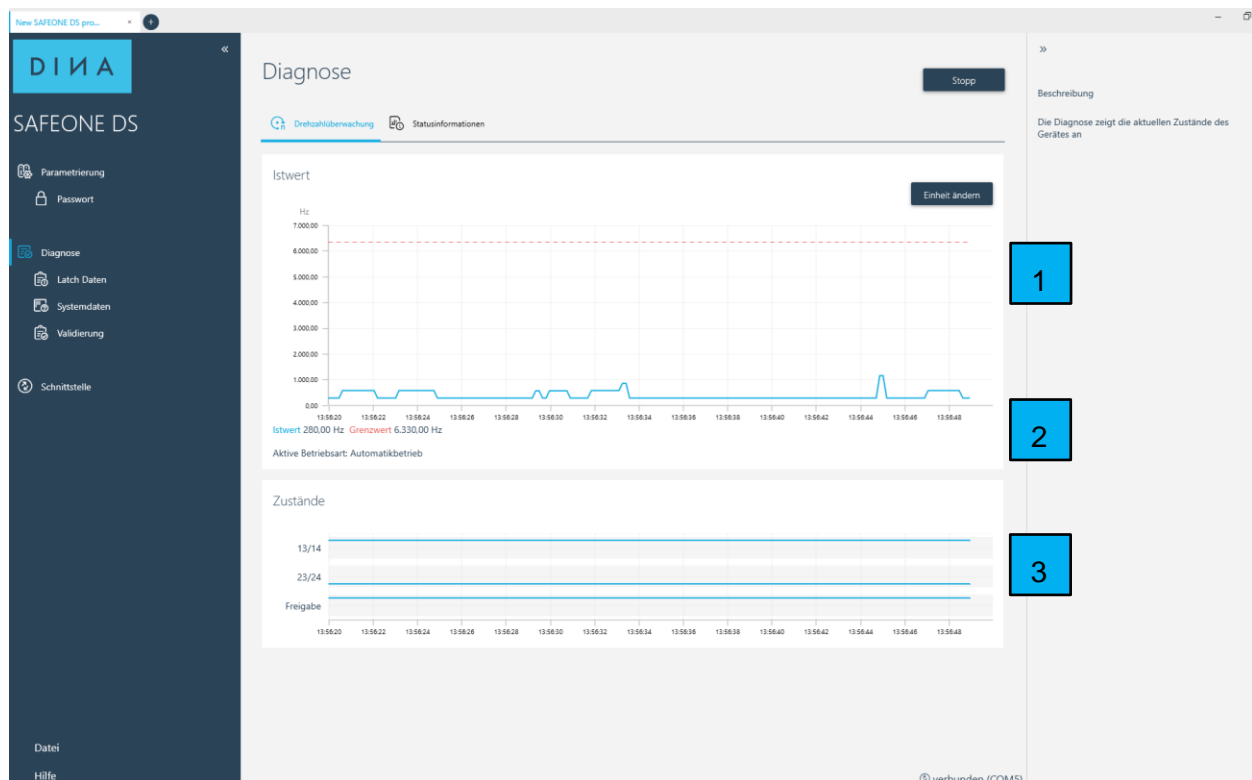 New SAFEONE DS pro...
DINA
SAFEONE DS
Parametrierung
Passwort
Diagnose
Latch Daten
Systemdaten
Validierung
Schnittstelle
Datei
Hilfe
Diagnose
Stopp
Drehzahlüberwachung
Statusinformationen
Istwert
Einheit ändern
Hz
7.000,00
6.000,00
5.000,00
4.000,00
3.000,00
2.000,00
1.000,00
0,00
13:56:20 13:56:22 13:56:24 13:56:26 13:56:28 13:56:30 13:56:32 13:56:34 13:56:36 13:56:38 13:56:40 13:56:42 13:56:44 13:56:46 13:56:48
Istwert 280,00 Hz Grenzwert 6.330,00 Hz
Aktive Betriebsart: Automatikbetrieb
Zustände
13/14
23/24
Freigabe
13:56:20 13:56:22 13:56:24 13:56:26 13:56:28 13:56:30 13:56:32 13:56:34 13:56:36 13:56:38 13:56:40 13:56:42 13:56:44 13:56:46 13:56:48
1
2
3
Beschreibung
Die Diagnose zeigt die aktuellen Zustände des
Gerätes an
verbunden (COM5)